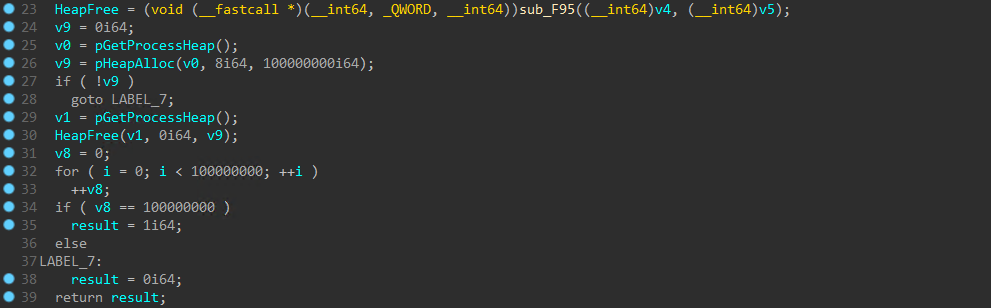 23 HeapFree = (void (__fastcall *)(__int64, _QWORD, __int64))sub_F95((__int64)v4, (__int64)v5);
24 v9 = 0i64;
25 v0 = pGetProcessHeap();
26 v9 = pHeapAlloc(v0, 8i64, 100000000i64);
27 if ( !v9 )
28 goto LABEL_7;
29 v1 = pGetProcessHeap();
30 HeapFree(v1, 0i64, v9);
31 v8 = 0;
32 for ( i = 0; i < 100000000; ++i )
33 ++v8;
34 if ( v8 == 100000000 )
35 result = 1i64;
36 else
37 LABEL_7:
38 result = 0i64;
39 return result;